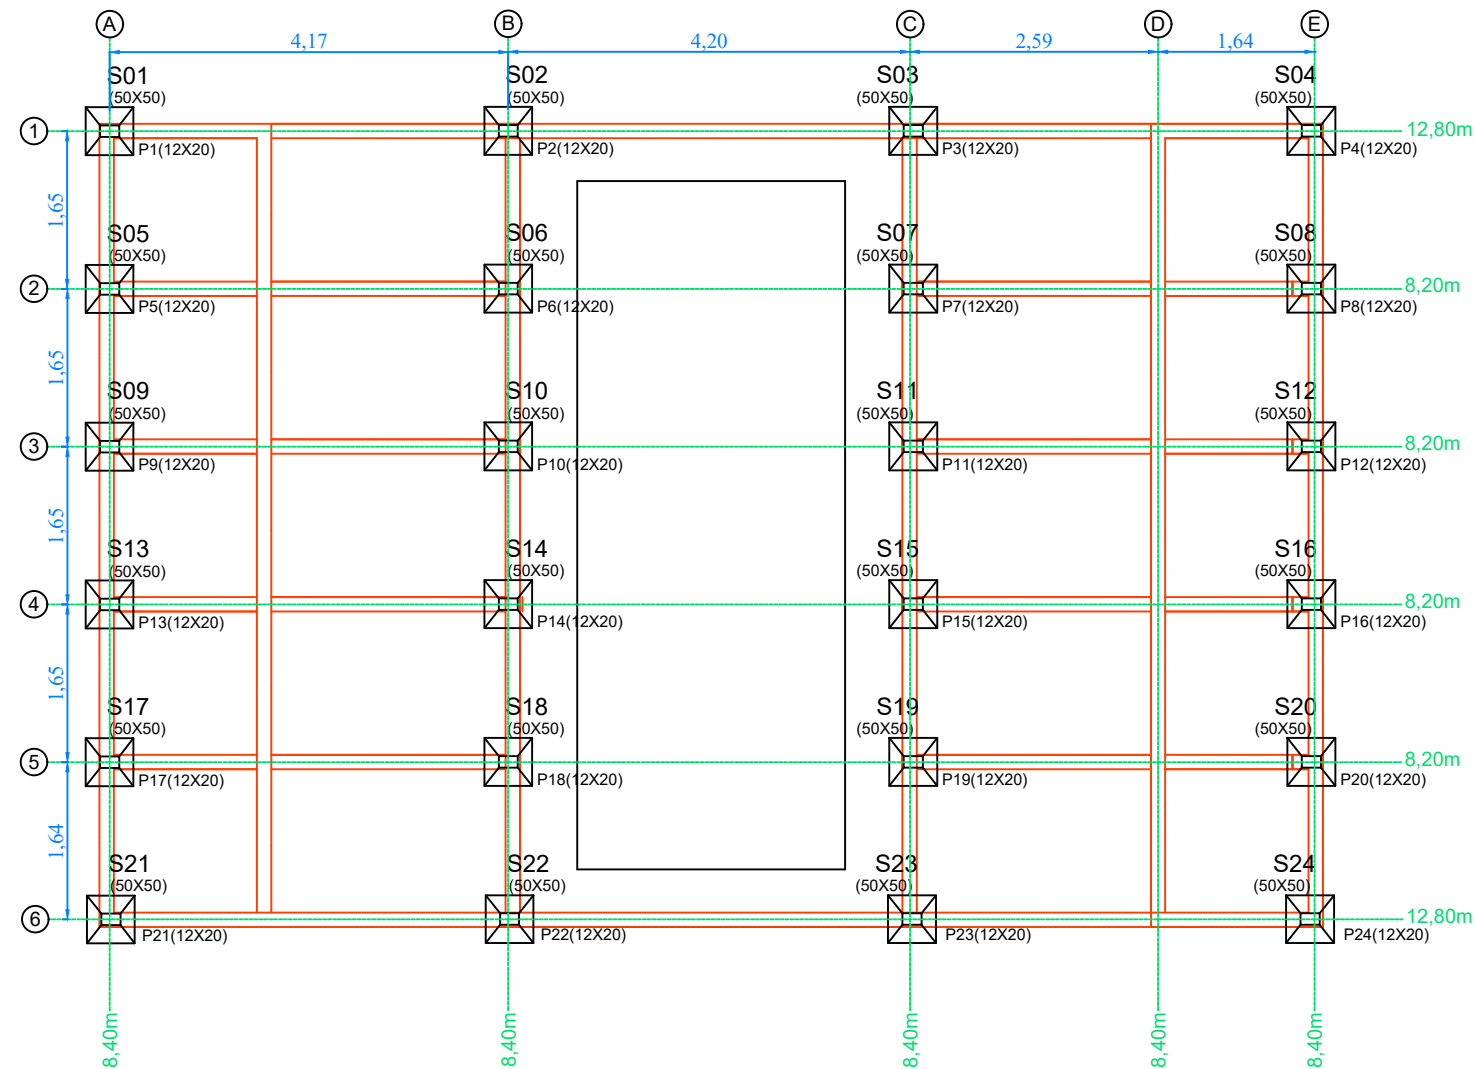 A B C D E
4,17 4,20 2,59 1,64
S01 S02 S03 S04
(50X50) (50X50) (50X50) (50X50)
1 12,80m
P1(12X20) P2(12X20) P3(12X20) P4(12X20)
1,65
S05 S06 S07 S08
(50X50) (50X50) (50X50) (50X50)
2 8,20m
P5(12X20) P6(12X20) P7(12X20) P8(12X20)
1,65
S09 S10 S11 S12
(50X50) (50X50) (50X50) (50X50)
3 8,20m
P9(12X20) P10(12X20) P11(12X20) P12(12X20)
1,65
S13 S14 S15 S16
(50X50) (50X50) (50X50) (50X50)
4 8,20m
P13(12X20) P14(12X20) P15(12X20) P16(12X20)
1,65
S17 S18 S19 S20
(50X50) (50X50) (50X50) (50X50)
5 8,20m
P17(12X20) P18(12X20) P19(12X20) P20(12X20)
1,64
S21 S22 S23 S24
(50X50) (50X50) (50X50) (50X50)
6 12,80m
P21(12X20) P22(12X20) P23(12X20) P24(12X20)
8,40m 8,40m 8,40m 8,40m 8,40m